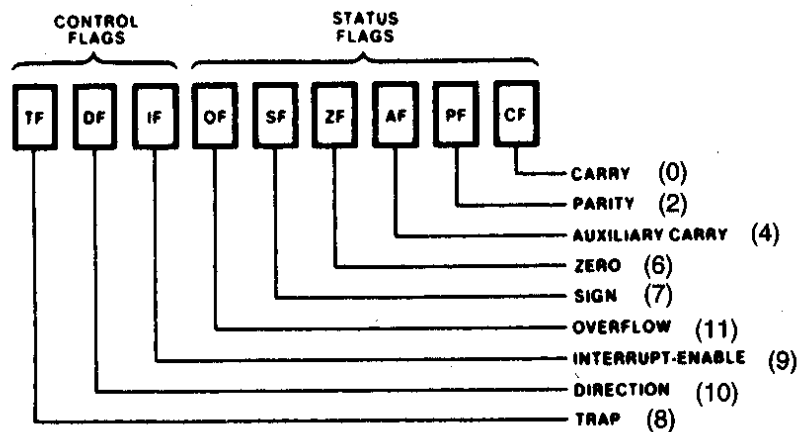 CONTROL
FLAGS
STATUS
FLAGS
TF DF IF OF SF ZF AF PF CF
CARRY (0)
PARITY (2)
AUXILIARY CARRY (4)
ZERO (6)
SIGN (7)
OVERFLOW (11)
INTERRUPT-ENABLE (9)
DIRECTION (10)
TRAP (8)